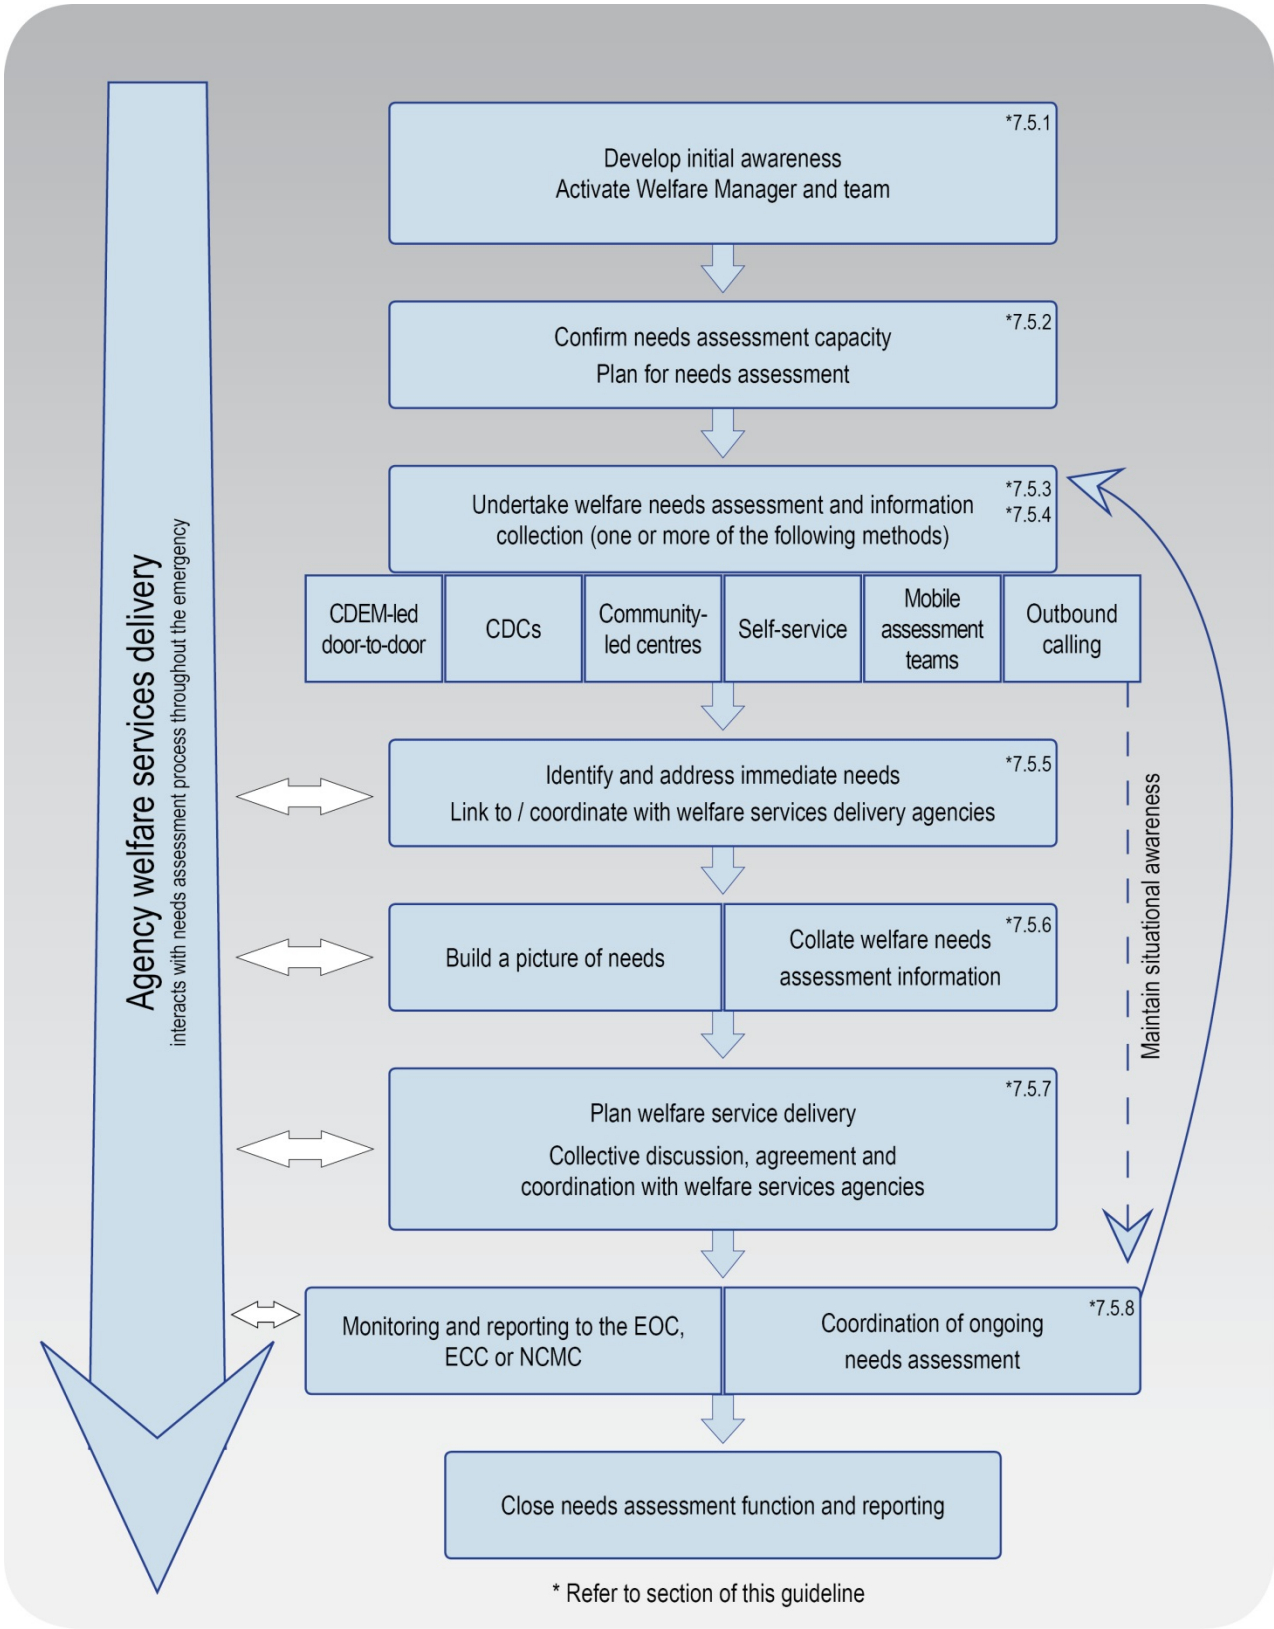 *7.5.1
Develop initial awareness
Activate Welfare Manager and team
*7.5.2
Confirm needs assessment capacity
Plan for needs assessment
*7.5.3
*7.5.4
Undertake welfare needs assessment and information
collection (one or more of the following methods)
CDEM-led
door-to-door
CDCs
Community-
led centres
Self-service
Mobile
assessment
teams
Outbound
calling
*7.5.5
Identify and address immediate needs
Link to / coordinate with welfare services delivery agencies
*7.5.6
Build a picture of needs
Collate welfare needs
assessment information
*7.5.7
Plan welfare service delivery
Collective discussion, agreement and
coordination with welfare services agencies
*7.5.8
Monitoring and reporting to the EOC,
ECC or NCMC
Coordination of ongoing
needs assessment
Close needs assessment function and reporting
Agency welfare services delivery
interacts with needs assessment process throughout the emergency
Maintain situational awareness
* Refer to section of this guideline